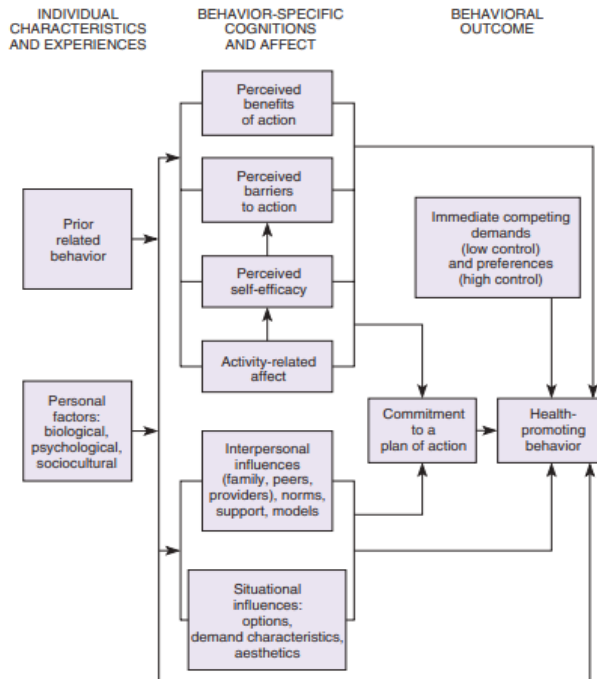 INDIVIDUAL
CHARACTERISTICS
AND EXPERIENCES
BEHAVIOR-SPECIFIC
COGNITIONS
AND AFFECT
BEHAVIORAL
OUTCOME
Perceived
benefits
of action
Perceived
barriers
to action
Prior
related
behavior
Immediate competing
demands
(low control)
and preferences
(high control)
Perceived
self-efficacy
Activity-related
affect
Personal
factors:
biological,
psychological,
sociocultural
Commitment
to a
plan of action
Health-
promoting
behavior
Interpersonal
influences
(family, peers,
providers), norms,
support, models
Situational
influences:
options,
demand characteristics,
aesthetics